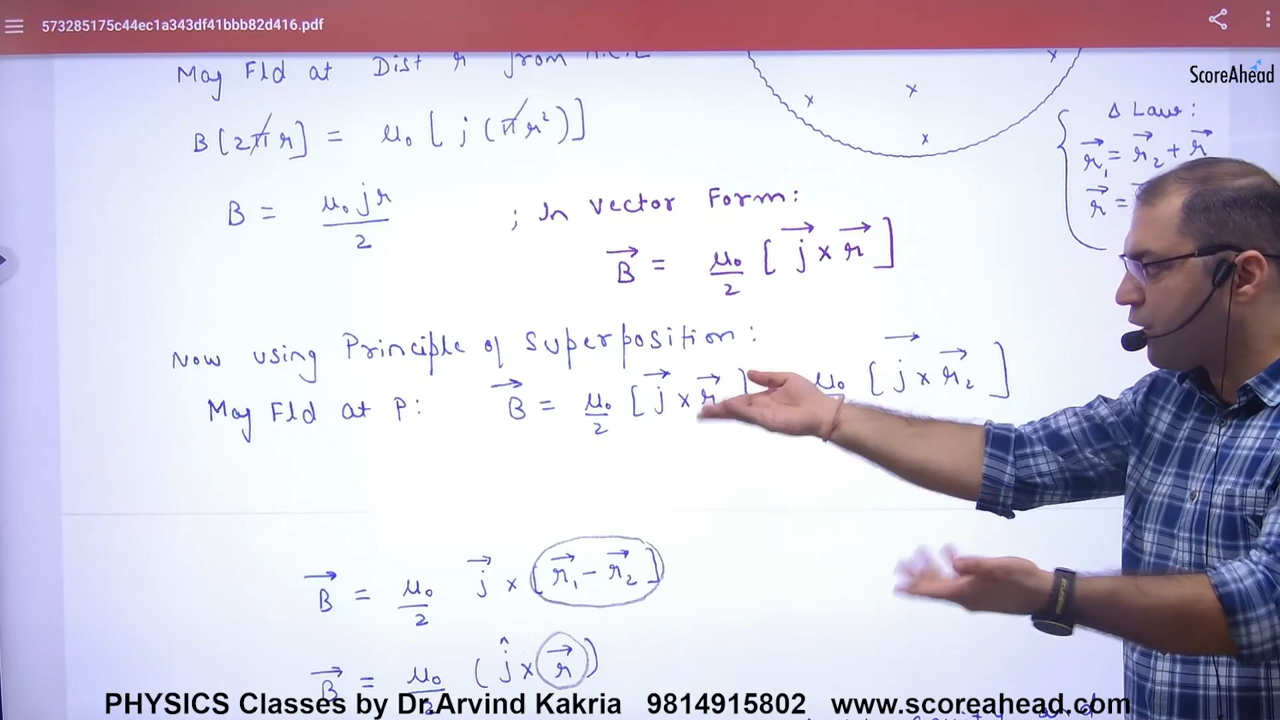 573285175c44ec1a343df41bbb82d416.pdf
ScoreAhead
Mag Fld at Dist r from
B[2πr] = μ₀[j(πr²)]
Δ Law:
r⃗₁ = r⃗₂ + r⃗
r⃗ =
B = μ₀jr/2 ; In Vector Form:
B⃗ = μ₀/2 [j⃗ × r⃗]
Now using Principle of Superposition:
Mag Fld at P: B⃗ = μ₀/2 [j⃗ × r⃗ ] μ₀ [j⃗ × r⃗₂]
B⃗ = μ₀/2 j⃗ × [r⃗₁ - r⃗₂]
B⃗ = μ₀/2 (ĵ × r⃗)
PHYSICS Classes by Dr.Arvind Kakria 9814915802 www.scoreahead.com